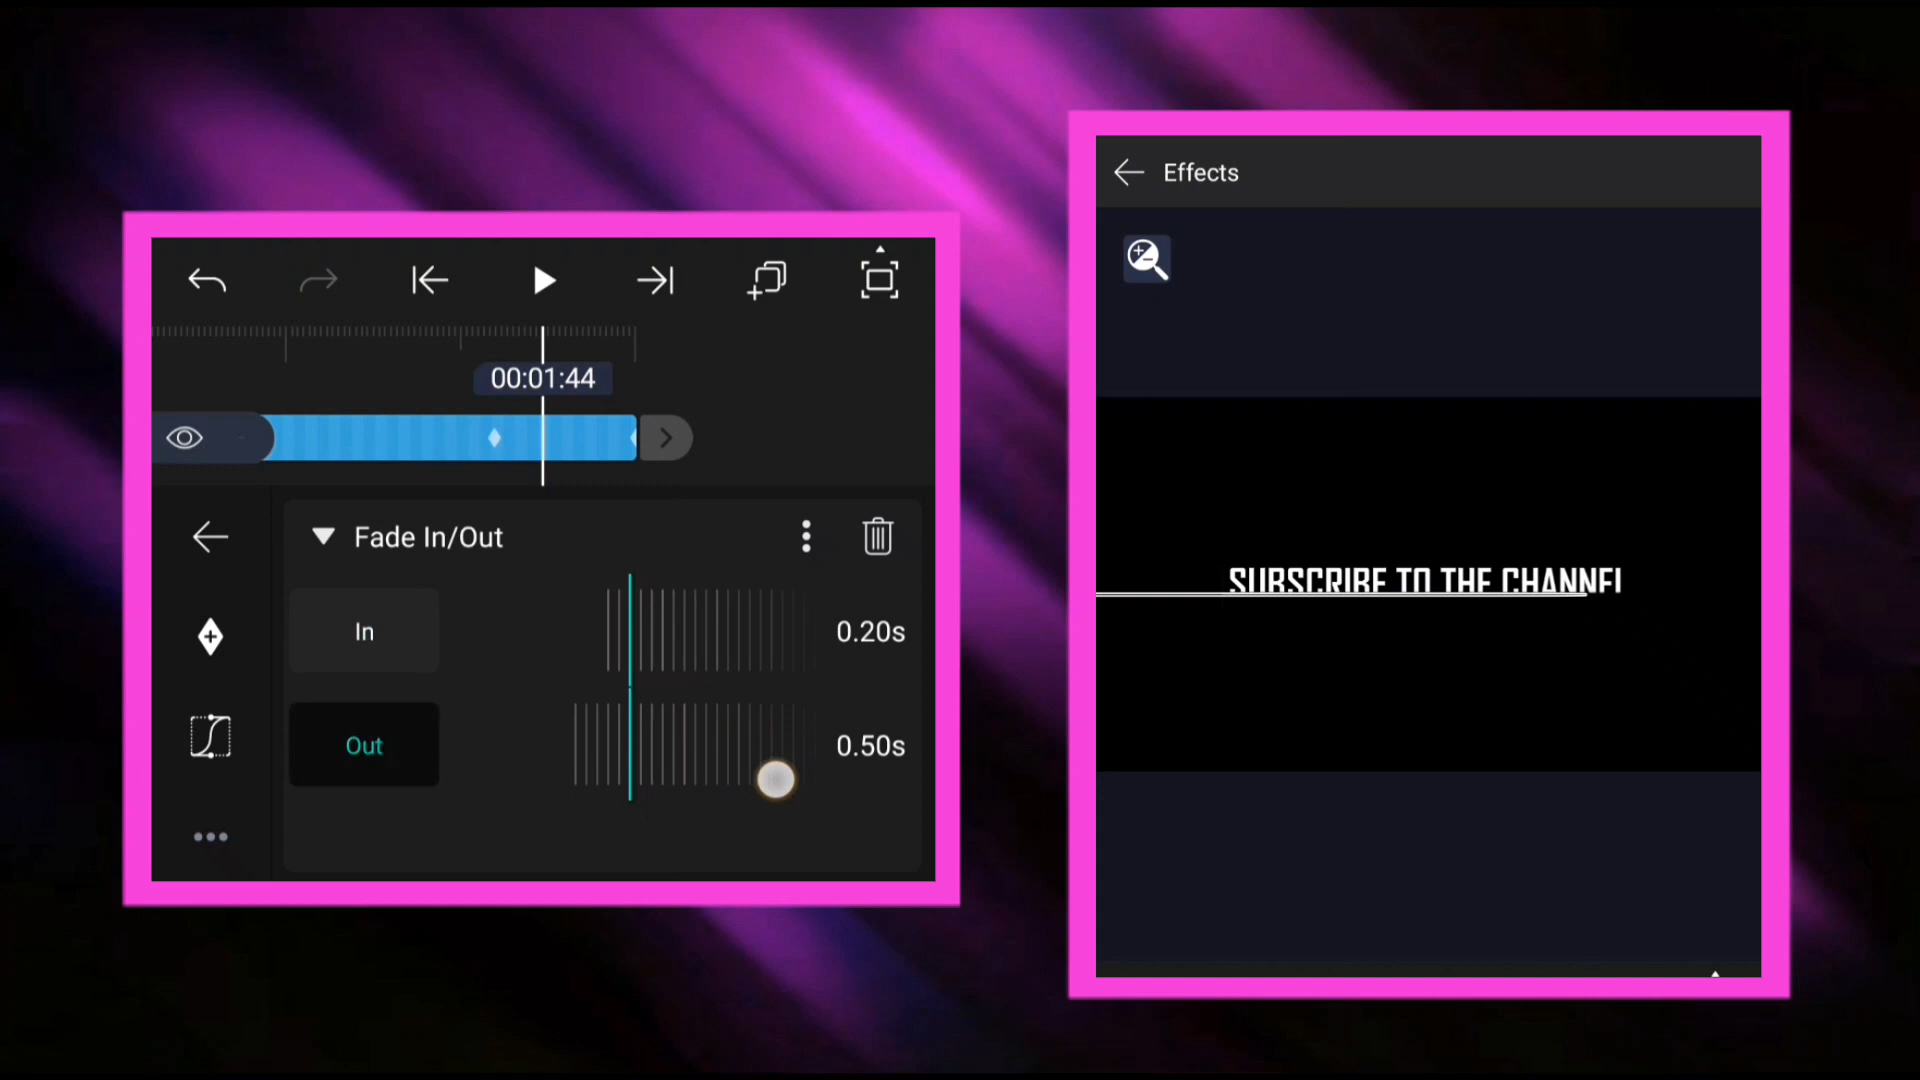 00:01:44
Fade In/Out
In
0.20s
Out
0.50s
Effects
SUBSCRIBE TO THE CHANNEL